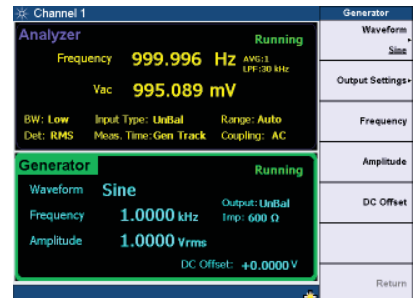 Channel 1
Generator
Analyzer
Running
Frequency 999.996 Hz AVG:1
LPF:30 kHz
Vac 995.089 mV
BW: Low Input Type: UnBal Range: Auto
Det: RMS Meas. Time: Gen Track Coupling: AC
Generator
Running
Waveform Sine
Output: UnBal
Frequency 1.0000 kHz Imp: 600 Ω
Amplitude 1.0000 Vrms
DC Offset: +0.0000 V
Waveform
Sine
Output Settings
Frequency
Amplitude
DC Offset
Return